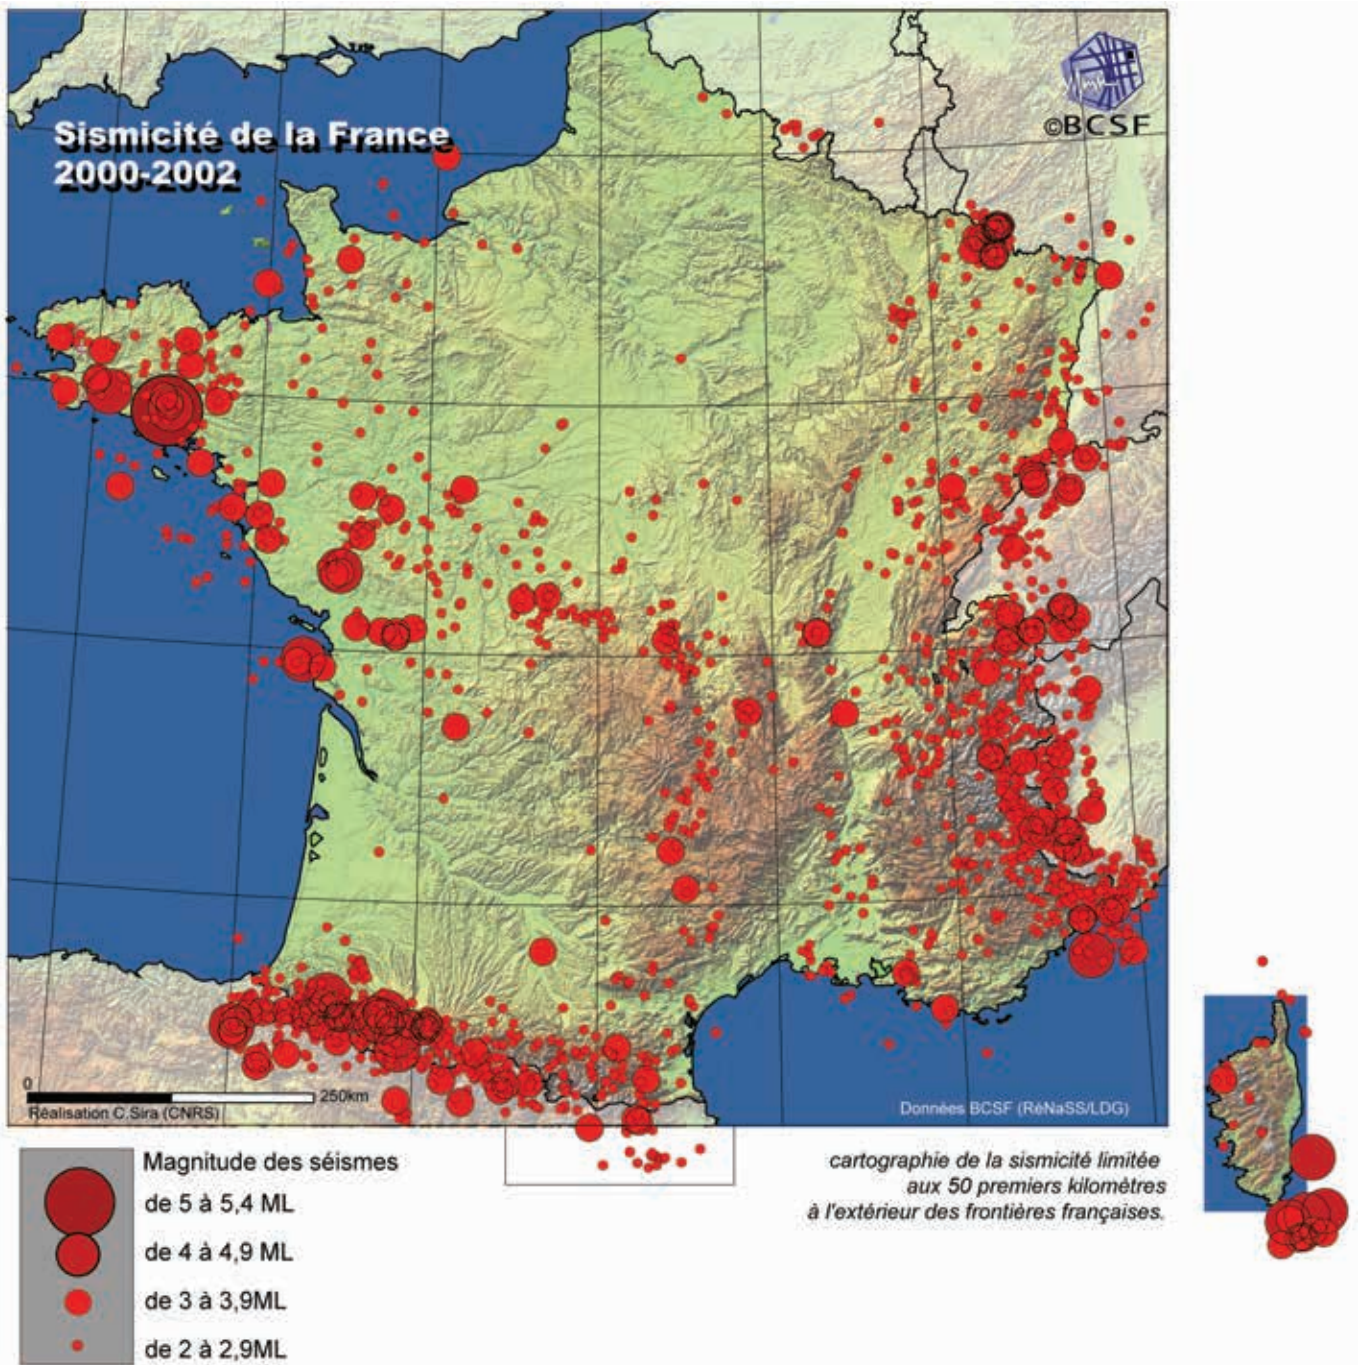 ©BCSF
Sismicité de la France
2000-2002
0
250km
Réalisation C.Sira (CNRS)
Données BCSF (RéNaSS/LDG)
Magnitude des séismes
de 5 à 5,4 ML
de 4 à 4,9 ML
de 3 à 3,9ML
de 2 à 2,9ML
cartographie de la sismicité limitée
aux 50 premiers kilomètres
à l'extérieur des frontières françaises.